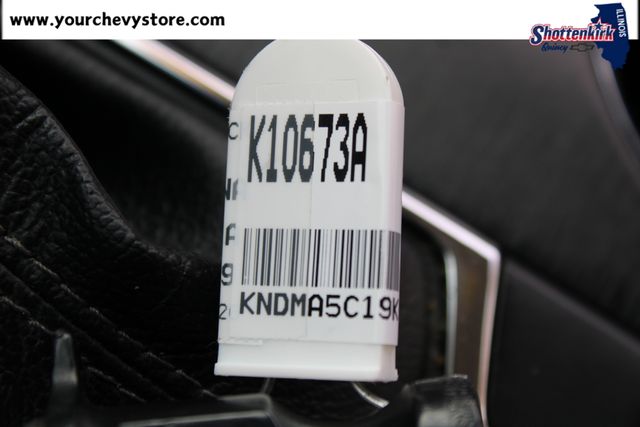 www.yourchevystore.com
Shottenkirk
Quincy
ILLINOIS
K10673A
KNDMA5C19K